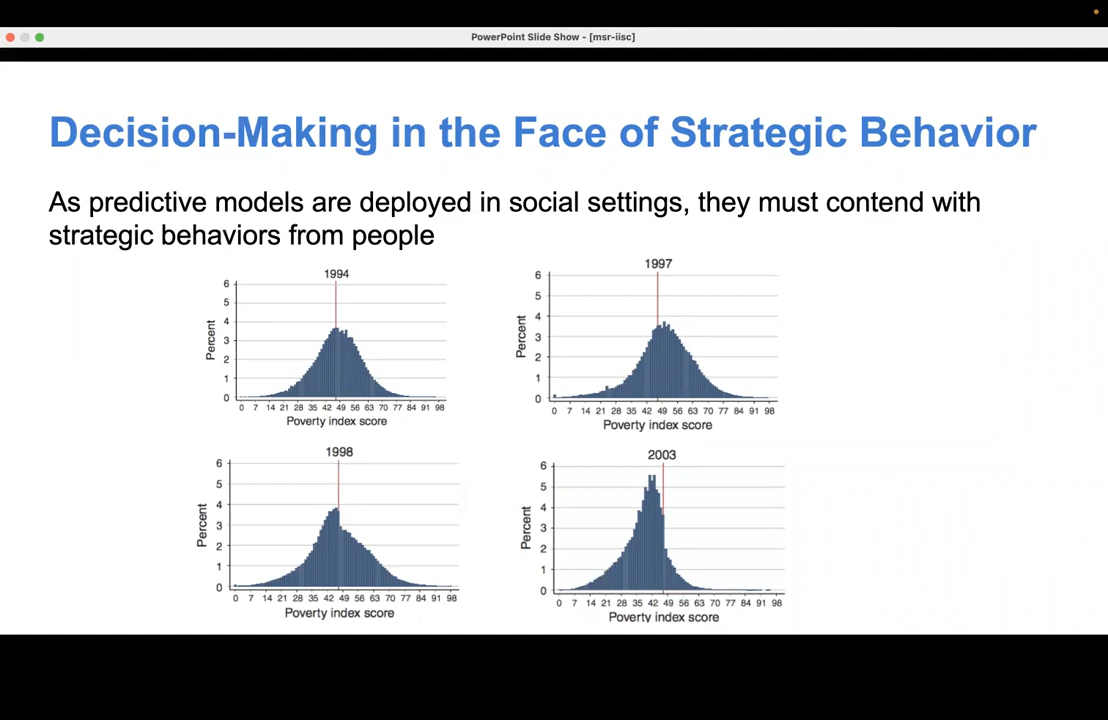 PowerPoint Slide Show - [msr-iisc]
Decision-Making in the Face of Strategic Behavior
As predictive models are deployed in social settings, they must contend with
strategic behaviors from people
1994
6
5
4
3
2
1
0
Percent
0 7 14 21 28 35 42 49 56 63 70 77 84 91 98
Poverty index score
1997
6
5
4
3
2
1
0
Percent
0 7 14 21 28 35 42 49 56 63 70 77 84 91 98
Poverty index score
1998
6
5
4
3
2
1
0
Percent
0 7 14 21 28 35 42 49 56 63 70 77 84 91 98
Poverty index score
2003
6
5
4
3
2
1
0
Percent
0 7 14 21 28 35 42 49 56 63 70 77 84 91 98
Poverty index score